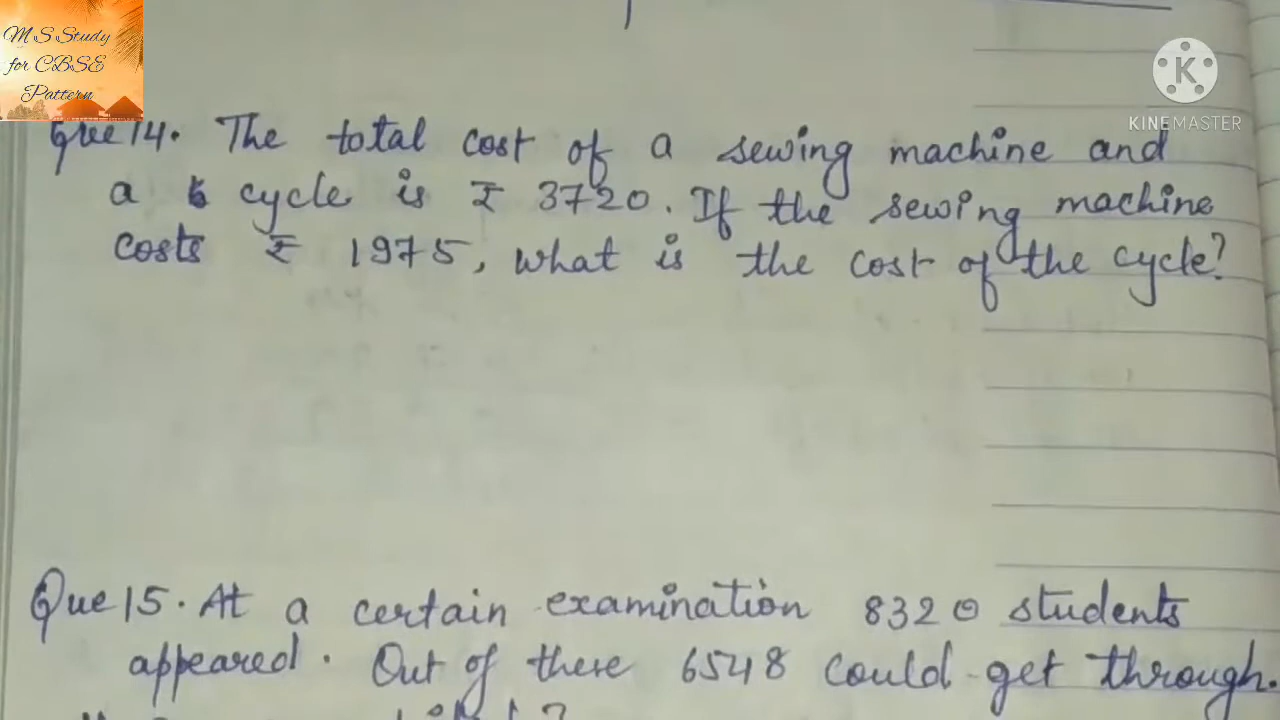 M S Study
for CBSE
Pattern
KINEMASTER
Que 14. The total cost of a sewing machine and
a cycle is ₹ 3720. If the sewing machine
costs ₹ 1975, what is the cost of the cycle?
Que 15. At a certain examination 8320 students
appeared. Out of these 6548 could get through.